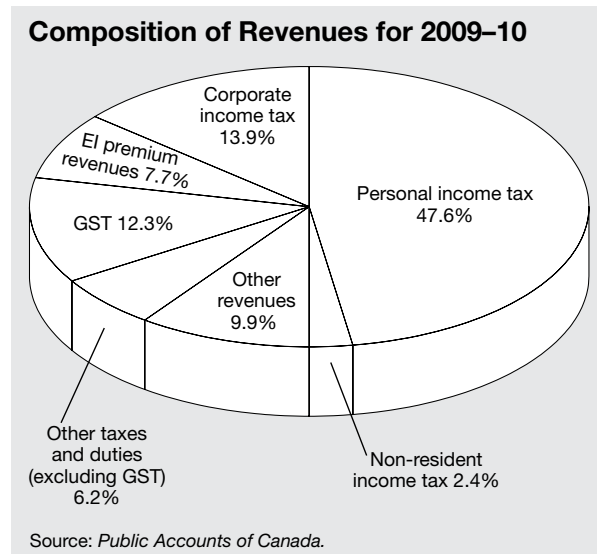 Composition of Revenues for 2009–10
Corporate
income tax
13.9%
EI premium
revenues 7.7%
Personal income tax
47.6%
GST 12.3%
Other
revenues
9.9%
Other taxes
and duties
(excluding GST)
6.2%
Non-resident
income tax 2.4%
Source: Public Accounts of Canada.